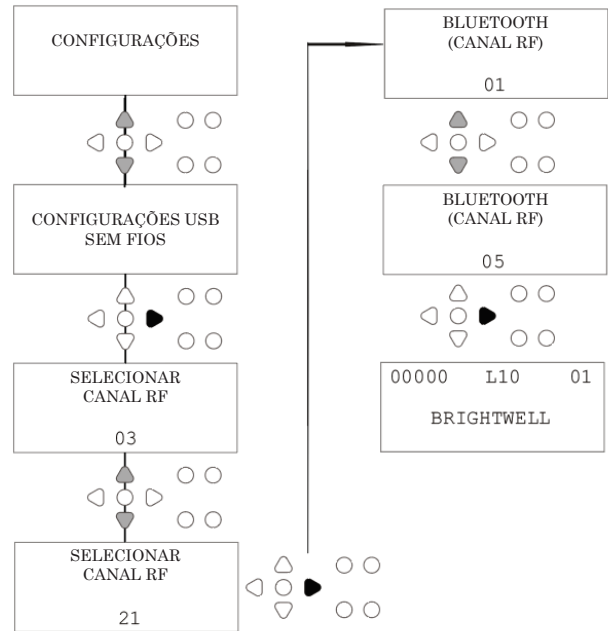 CONFIGURAÇÕES
CONFIGURAÇÕES USB
SEM FIOS
SELECIONAR
CANAL RF
03
SELECIONAR
CANAL RF
21
BLUETOOTH
(CANAL RF)
01
BLUETOOTH
(CANAL RF)
05
00000 L10 01
BRIGHTWELL